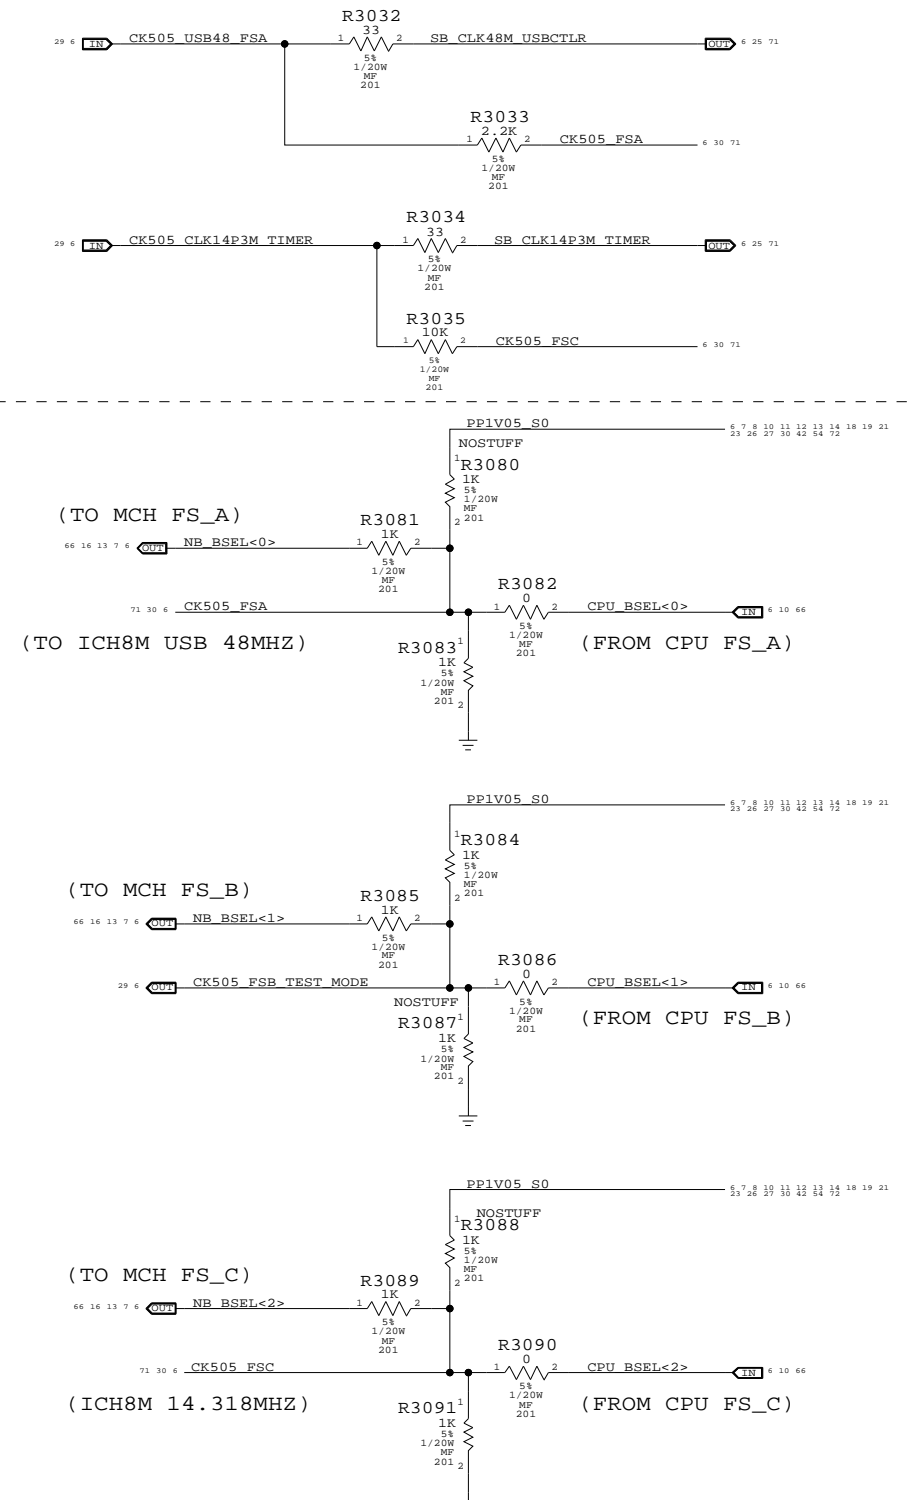 R3032
29 6 IN CK505_USB48_FSA 1 33 2 SB_CLK48M_USBCTLR OUT 6 25 71
5%
1/20W
MF
201
R3033
1 2.2K 2 CK505_FSA 6 30 71
5%
1/20W
MF
201
R3034
29 6 IN CK505_CLK14P3M_TIMER 1 33 2 SB_CLK14P3M_TIMER OUT 6 25 71
5%
1/20W
MF
201
R3035
1 10K 2 CK505_FSC 6 30 71
5%
1/20W
MF
201
PP1V05_S0 6 7 8 10 11 12 13 14 18 19 21
23 26 27 30 42 54 72
NOSTUFF
1
R3080
1K
5%
1/20W
MF
201
2
(TO MCH FS_A)
R3081
66 16 13 7 6 OUT NB_BSEL<0> 1 1K 2
5%
1/20W
MF
201
R3082
71 30 6 CK505_FSA 1 0 2 CPU_BSEL<0> IN 6 10 66
5%
1/20W
MF
201
(TO ICH8M USB 48MHZ)
(FROM CPU FS_A)
R3083 1
1K
5%
1/20W
MF
201 2
PP1V05_S0 6 7 8 10 11 12 13 14 18 19 21
23 26 27 30 42 54 72
1
R3084
1K
5%
1/20W
MF
201
2
(TO MCH FS_B)
R3085
66 16 13 7 6 OUT NB_BSEL<1> 1 1K 2
5%
1/20W
MF
201
R3086
29 6 OUT CK505_FSB_TEST_MODE 1 0 2 CPU_BSEL<1> IN 6 10 66
5%
1/20W
MF
201
NOSTUFF
(FROM CPU FS_B)
R3087 1
1K
5%
1/20W
MF
201 2
PP1V05_S0 6 7 8 10 11 12 13 14 18 19 21
23 26 27 30 42 54 72
NOSTUFF
1
R3088
1K
5%
1/20W
MF
201
2
(TO MCH FS_C)
R3089
66 16 13 7 6 OUT NB_BSEL<2> 1 1K 2
5%
1/20W
MF
201
R3090
71 30 6 CK505_FSC 1 0 2 CPU_BSEL<2> IN 6 10 66
5%
1/20W
MF
201
(ICH8M 14.318MHZ)
(FROM CPU FS_C)
R3091 1
1K
5%
1/20W
MF
201 2